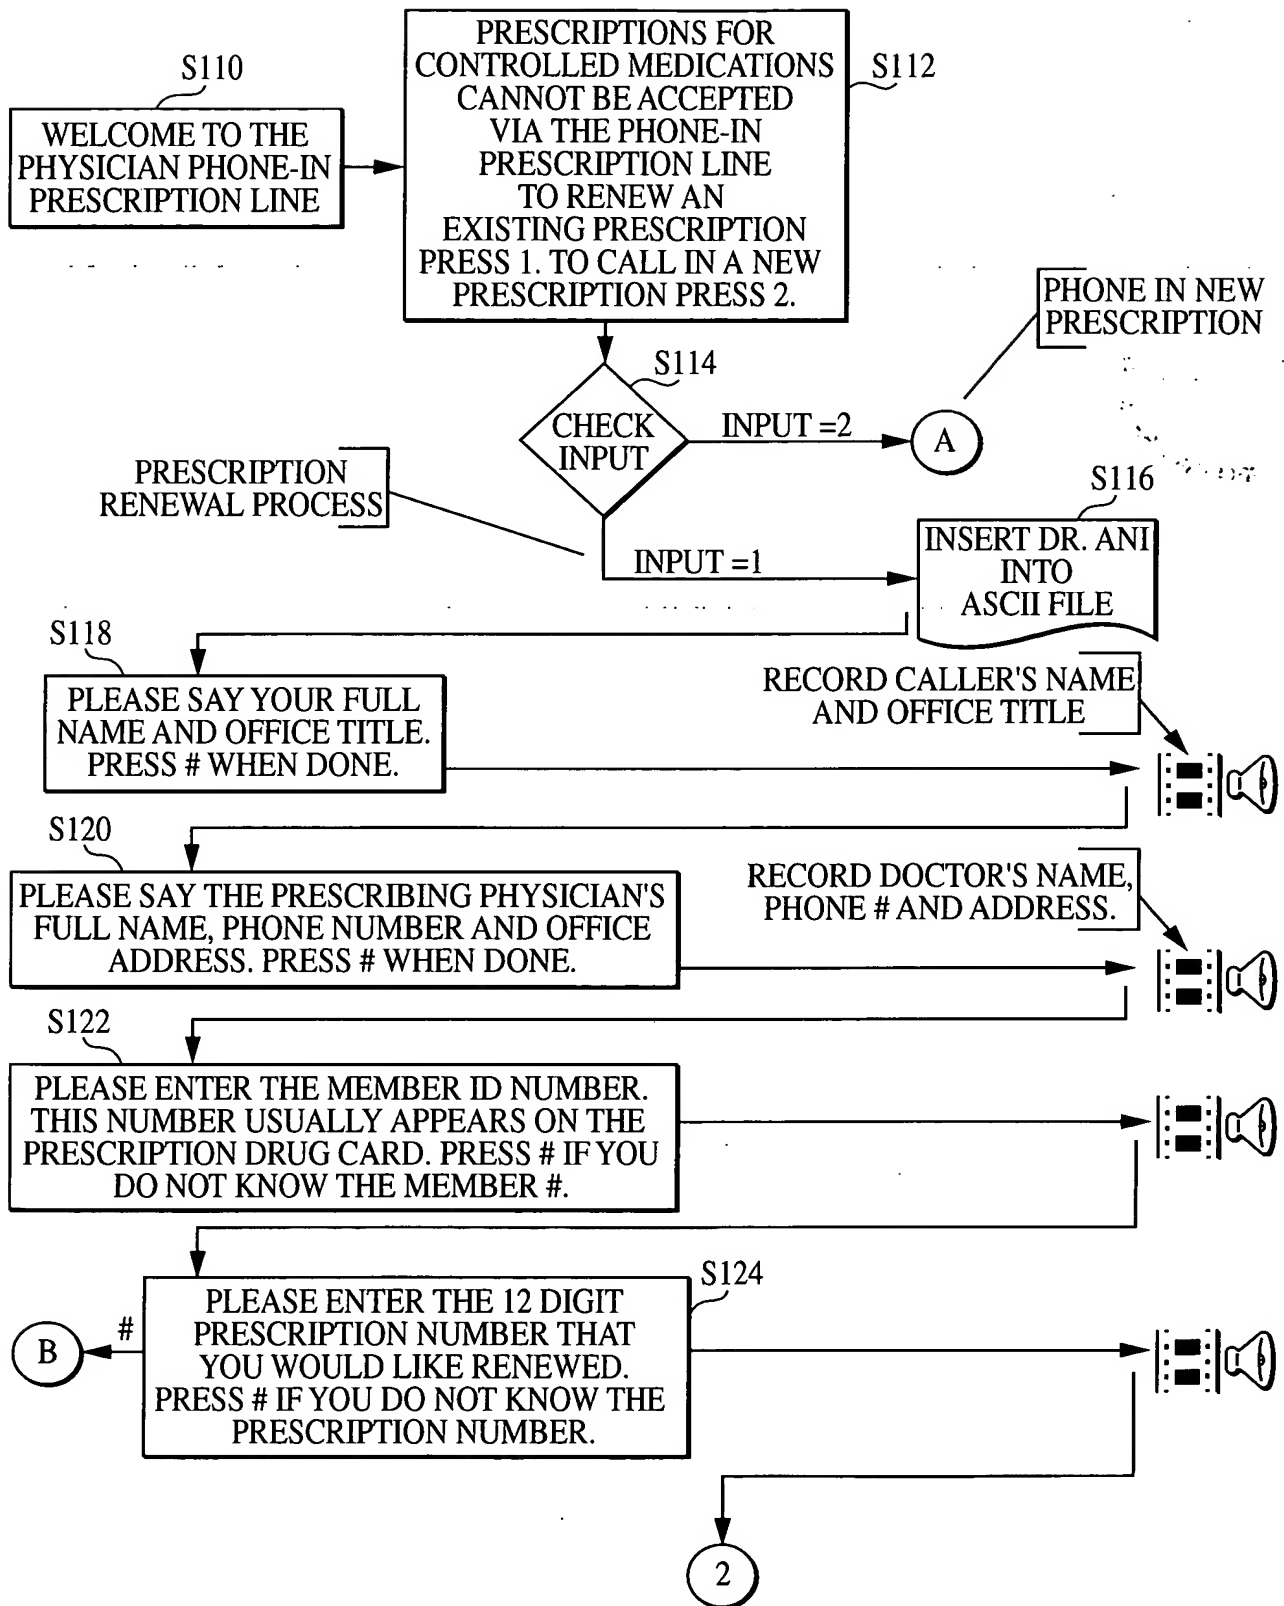 S110
WELCOME TO THE
PHYSICIAN PHONE-IN
PRESCRIPTION LINE
PRESCRIPTIONS FOR
CONTROLLED MEDICATIONS
CANNOT BE ACCEPTED
VIA THE PHONE-IN
PRESCRIPTION LINE
TO RENEW AN
EXISTING PRESCRIPTION
PRESS 1. TO CALL IN A NEW
PRESCRIPTION PRESS 2.
S112
PHONE IN NEW
PRESCRIPTION
S114
CHECK
INPUT
INPUT =2
A
PRESCRIPTION
RENEWAL PROCESS
INPUT =1
S116
INSERT DR. ANI
INTO
ASCII FILE
S118
PLEASE SAY YOUR FULL
NAME AND OFFICE TITLE.
PRESS # WHEN DONE.
RECORD CALLER'S NAME
AND OFFICE TITLE
S120
PLEASE SAY THE PRESCRIBING PHYSICIAN'S
FULL NAME, PHONE NUMBER AND OFFICE
ADDRESS. PRESS # WHEN DONE.
RECORD DOCTOR'S NAME,
PHONE # AND ADDRESS.
S122
PLEASE ENTER THE MEMBER ID NUMBER.
THIS NUMBER USUALLY APPEARS ON THE
PRESCRIPTION DRUG CARD. PRESS # IF YOU
DO NOT KNOW THE MEMBER #.
S124
PLEASE ENTER THE 12 DIGIT
PRESCRIPTION NUMBER THAT
YOU WOULD LIKE RENEWED.
PRESS # IF YOU DO NOT KNOW THE
PRESCRIPTION NUMBER.
#
B
2